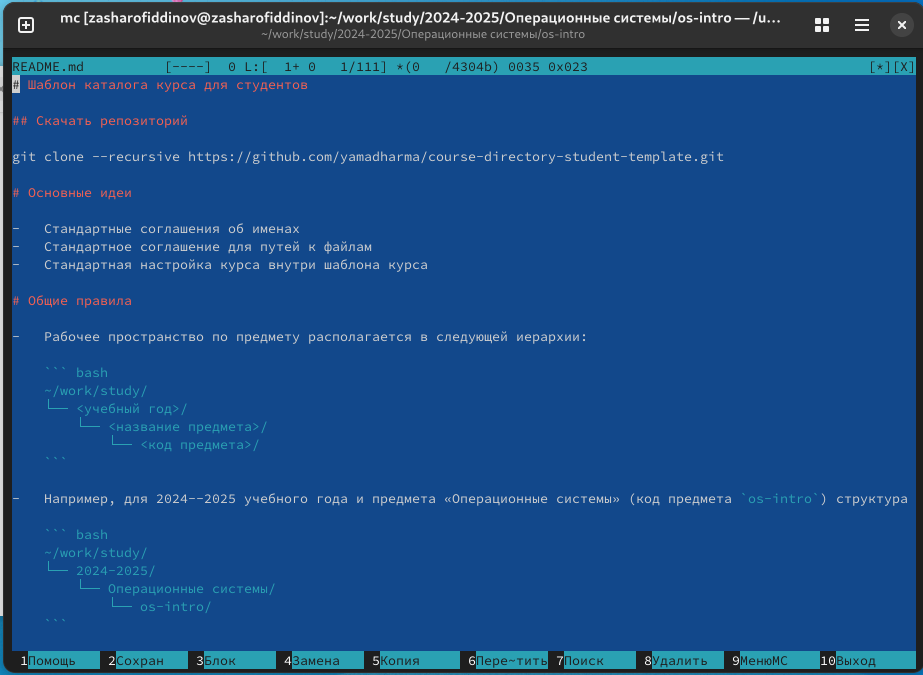 mc [zasharofiddinov@zasharofiddinov]:~/work/study/2024-2025/Операционные системы/os-intro — /u...
~/work/study/2024-2025/Операционные системы/os-intro
README.md [----] 0 L:[ 1+ 0 1/111] *(0 /4304b) 0035 0x023 [*][X]
# Шаблон каталога курса для студентов
## Скачать репозиторий
git clone --recursive https://github.com/yamadharma/course-directory-student-template.git
# Основные идеи
- Стандартные соглашения об именах
- Стандартное соглашение для путей к файлам
- Стандартная настройка курса внутри шаблона курса
# Общие правила
- Рабочее пространство по предмету располагается в следующей иерархии:
``` bash
~/work/study/
└── <учебный год>/
└── <название предмета>/
└── <код предмета>/
```
- Например, для 2024--2025 учебного года и предмета «Операционные системы» (код предмета `os-intro`) структура
``` bash
~/work/study/
└── 2024-2025/
└── Операционные системы/
└── os-intro/
```
1Помощь 2Сохран 3Блок 4Замена 5Копия 6Пере~тить 7Поиск 8Удалить 9МенюMC 10Выход